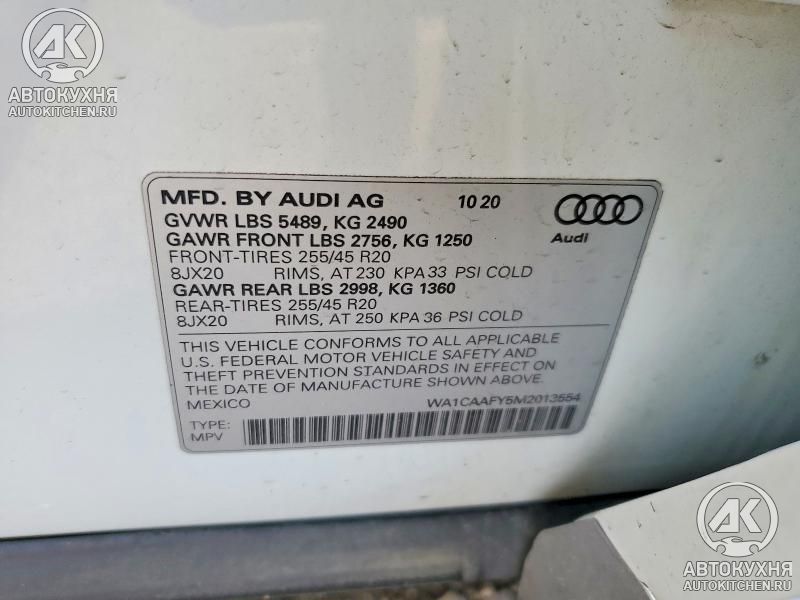 AK
АВТОКУХНЯ
AUTOKITCHEN.RU
MFD. BY AUDI AG 10 20
GVWR LBS 5489, KG 2490
GAWR FRONT LBS 2756, KG 1250
Audi
FRONT-TIRES 255/45 R20
8JX20 RIMS, AT 230 KPA 33 PSI COLD
GAWR REAR LBS 2998, KG 1360
REAR-TIRES 255/45 R20
8JX20 RIMS, AT 250 KPA 36 PSI COLD
THIS VEHICLE CONFORMS TO ALL APPLICABLE
U.S. FEDERAL MOTOR VEHICLE SAFETY AND
THEFT PREVENTION STANDARDS IN EFFECT ON
THE DATE OF MANUFACTURE SHOWN ABOVE.
MEXICO WA1CAAFY5M2013554
TYPE:
MPV
AK
АВТОКУХНЯ
AUTOKITCHEN.RU